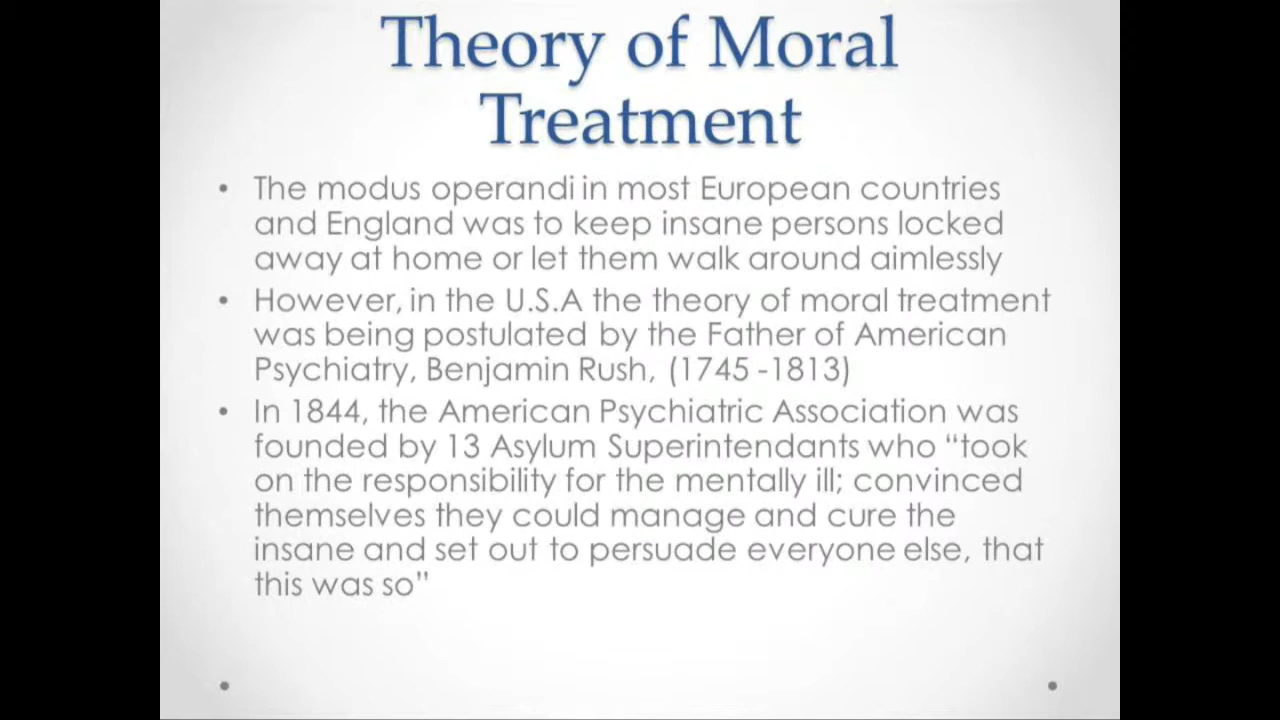 Theory of Moral
Treatment
• The modus operandi in most European countries
and England was to keep insane persons locked
away at home or let them walk around aimlessly
• However, in the U.S.A the theory of moral treatment
was being postulated by the Father of American
Psychiatry, Benjamin Rush, (1745 -1813)
• In 1844, the American Psychiatric Association was
founded by 13 Asylum Superintendants who “took
on the responsibility for the mentally ill; convinced
themselves they could manage and cure the
insane and set out to persuade everyone else, that
this was so”